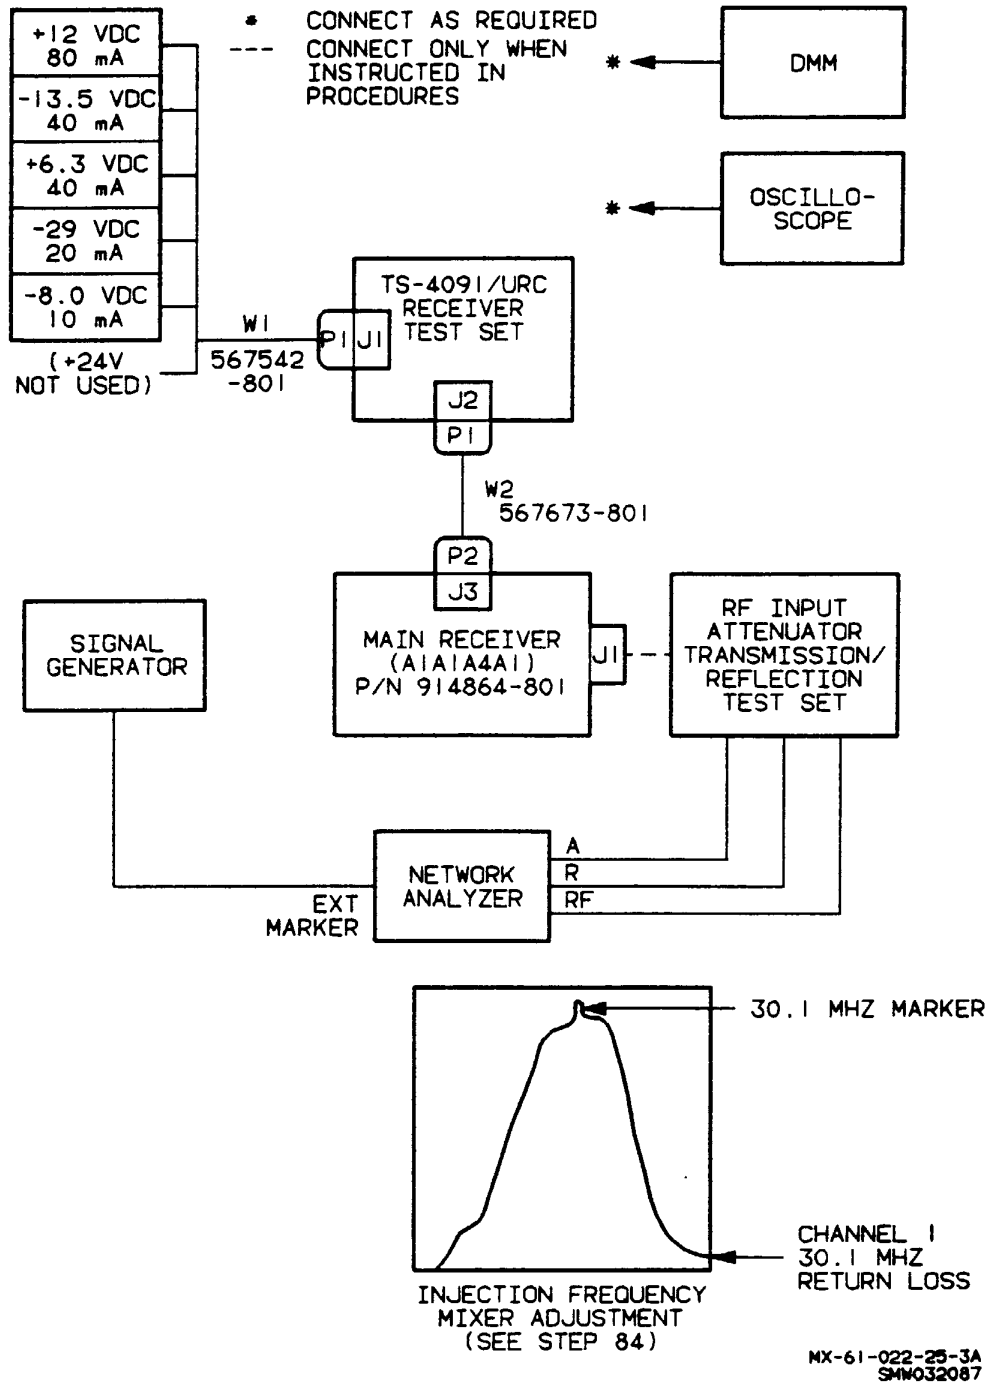 +12 VDC
80 mA
-13.5 VDC
40 mA
+6.3 VDC
40 mA
-29 VDC
20 mA
-8.0 VDC
10 mA
(+24V
NOT USED)
* CONNECT AS REQUIRED
--- CONNECT ONLY WHEN
INSTRUCTED IN
PROCEDURES
* DMM
* OSCILLO-
SCOPE
W1
567542
-801
P1 J1
TS-4091/URC
RECEIVER
TEST SET
J2
P1
W2
567673-801
P2
J3
MAIN RECEIVER
(A1A1A4A1)
P/N 914864-801
J1
RF INPUT
ATTENUATOR
TRANSMISSION/
REFLECTION
TEST SET
SIGNAL
GENERATOR
EXT
MARKER
NETWORK
ANALYZER
A
R
RF
30.1 MHZ MARKER
CHANNEL 1
30.1 MHZ
RETURN LOSS
INJECTION FREQUENCY
MIXER ADJUSTMENT
(SEE STEP 84)
MX-61-022-25-3A
SMW032087